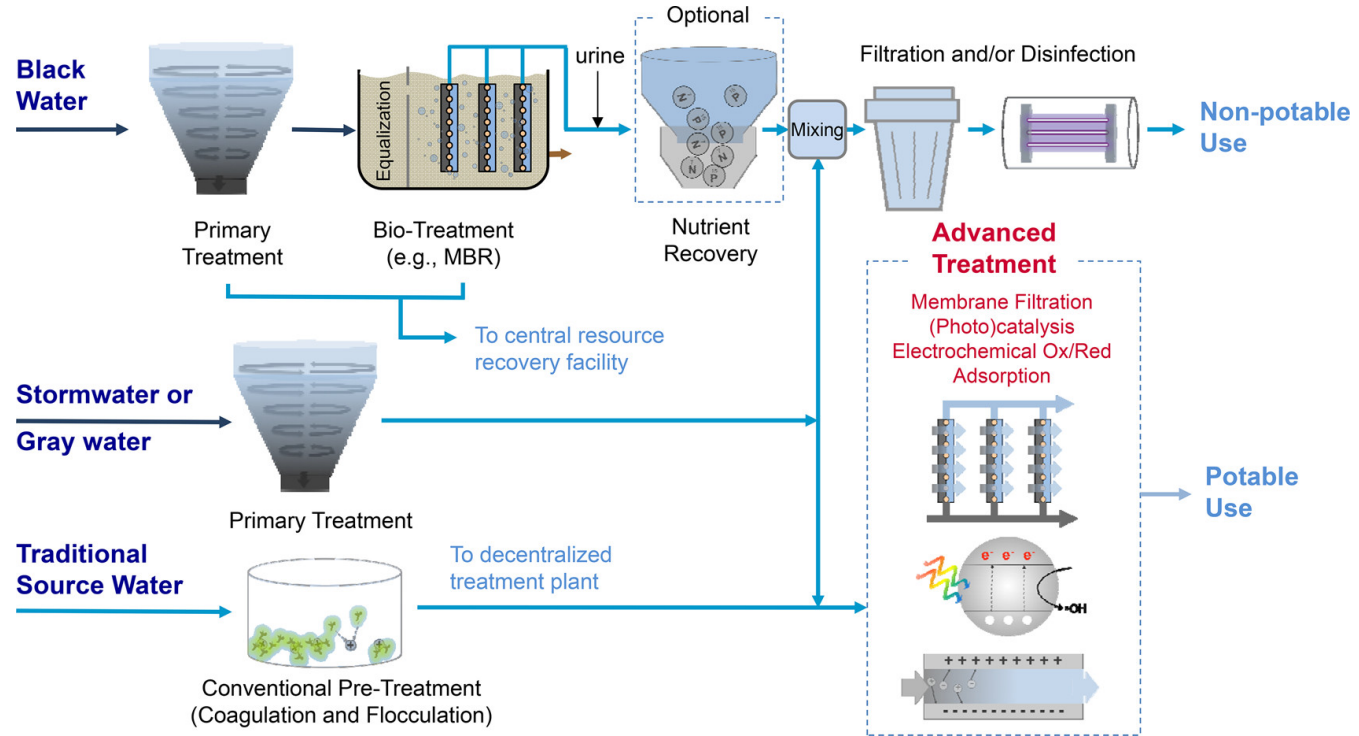 Optional
Black
Water
Equalization
urine
Z
P
P
Z
P
N
N
P
Mixing
Filtration and/or Disinfection
Non-potable
Use
Primary
Treatment
Bio-Treatment
(e.g., MBR)
Nutrient
Recovery
Advanced
Treatment
To central resource
recovery facility
Membrane Filtration
(Photo)catalysis
Electrochemical Ox/Red
Adsorption
Stormwater or
Gray water
Primary Treatment
Potable
Use
Traditional
Source Water
To decentralized
treatment plant
e- e- e-
•OH
Conventional Pre-Treatment
(Coagulation and Flocculation)
+ + + + + + + + +
- - - - - - - - - - - - -